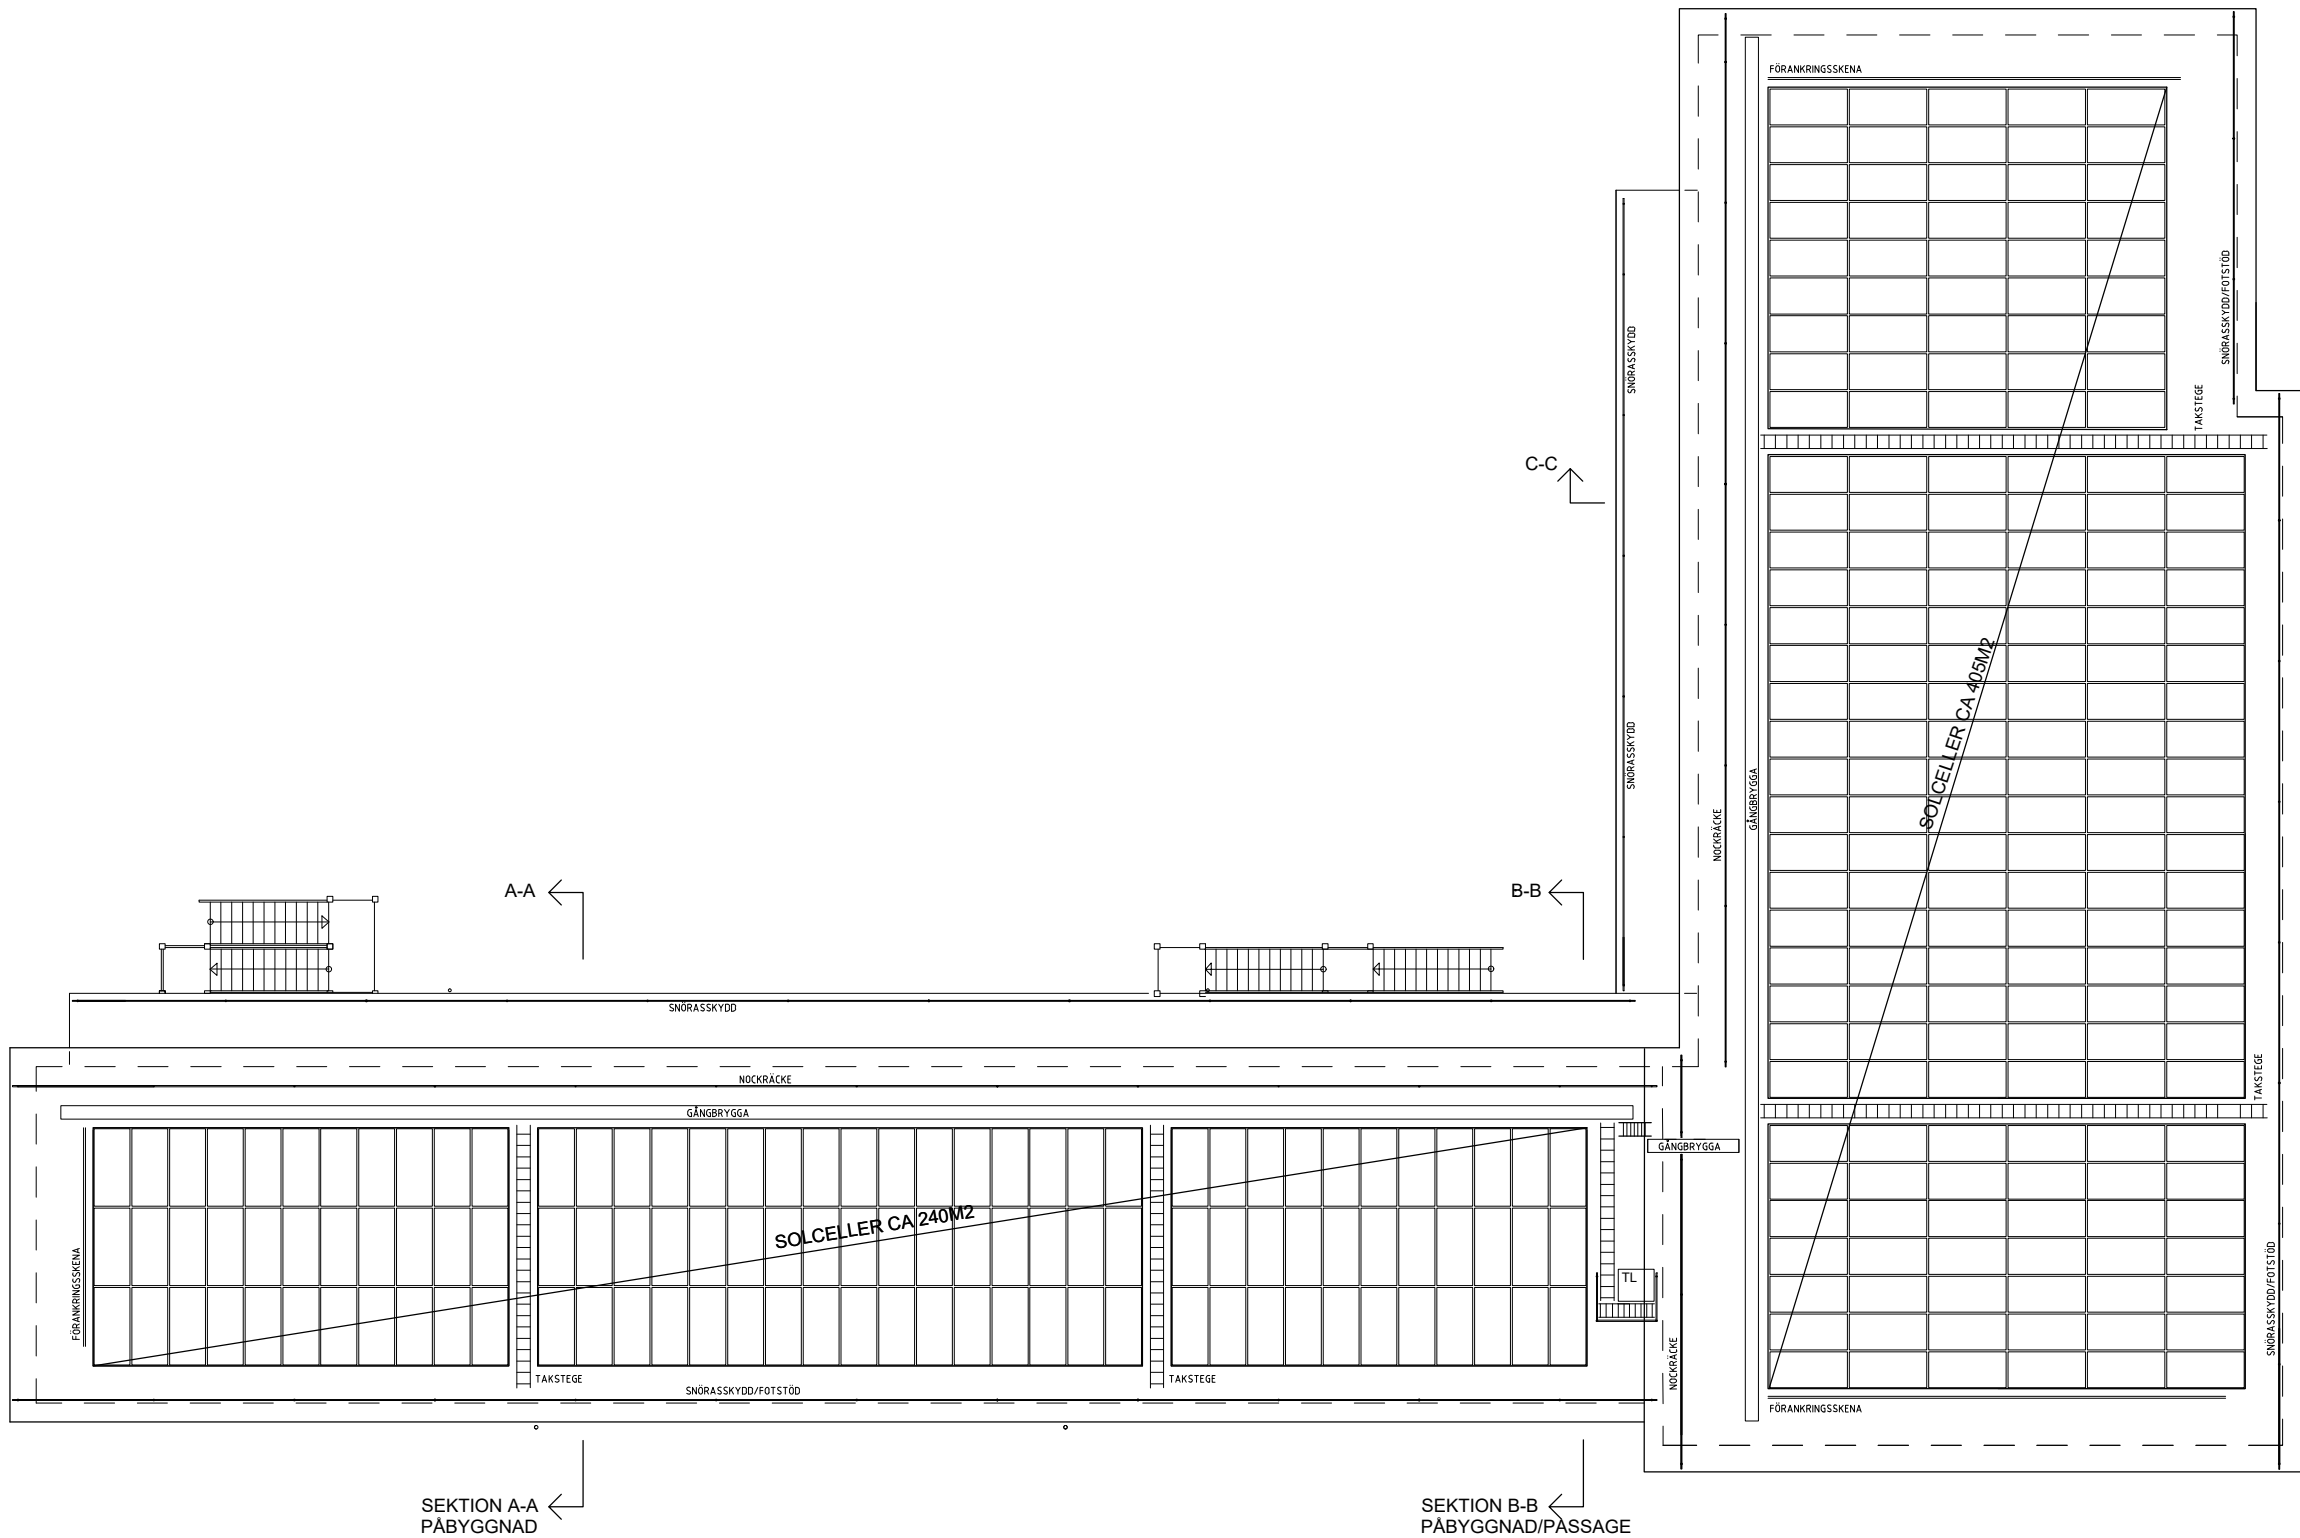 FÖRANKRINGSSKENA
SNÖRASSKYDD/FOTSTÖD
SNÖRASSKYDD
TAKSTEGE
C-C
SOLCELLER CA 405M2
SNÖRASSKYDD
GÅNGBRYGGA
NOCKRÄCKE
A-A
B-B
SNÖRASSKYDD
NOCKRÄCKE
TAKSTEGE
GÅNGBRYGGA
GÅNGBRYGGA
SOLCELLER CA 240M2
FÖRANKRINGSSKENA
TL
SNÖRASSKYDD/FOTSTÖD
NOCKRÄCKE
TAKSTEGE
TAKSTEGE
SNÖRASSKYDD/FOTSTÖD
FÖRANKRINGSSKENA
SEKTION A-A
PÅBYGGNAD
SEKTION B-B
PÅBYGGNAD/PASSAGE